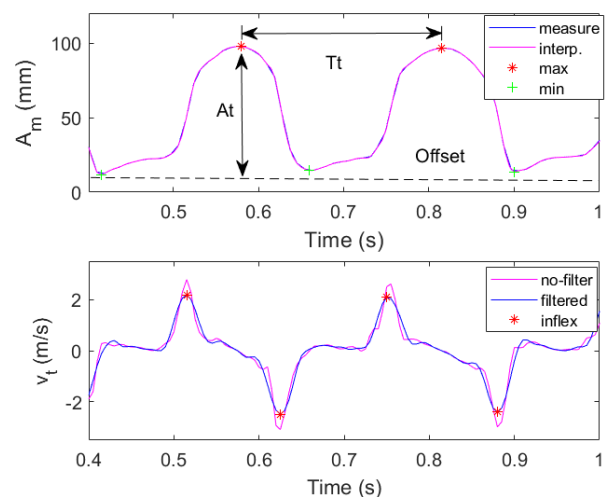 100
50
0
A_m (mm)
At
Tt
Offset
measure
interp.
max
min
0.5
0.6
0.7
0.8
0.9
1
Time (s)
2
0
-2
v_t (m/s)
no-filter
filtered
inflex
0.4
0.5
0.6
0.7
0.8
0.9
1
Time (s)